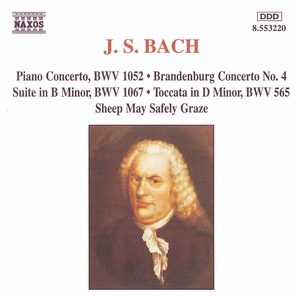 NAXOS
DDD
8.553220
J. S. BACH
Piano Concerto, BWV 1052 • Brandenburg Concerto No. 4
Suite in B Minor, BWV 1067 • Toccata in D Minor, BWV 565
Sheep May Safely Graze